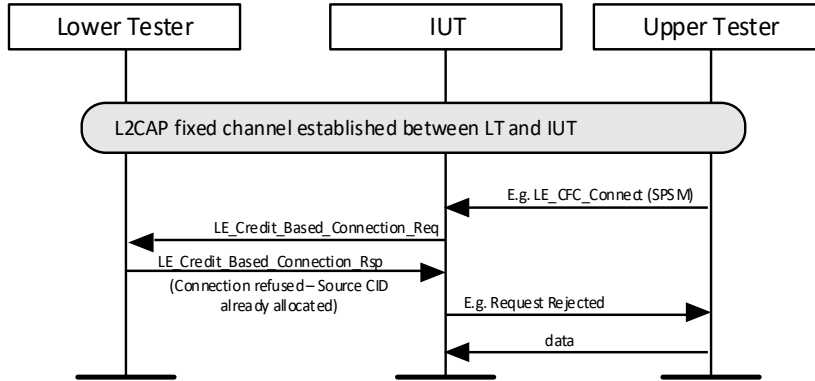 Lower Tester
IUT
Upper Tester
L2CAP fixed channel established between LT and IUT
E.g. LE_CFC_Connect (SPSM)
LE_Credit_Based_Connection_Req
LE_Credit_Based_Connection_Rsp
(Connection refused – Source CID
already allocated)
E.g. Request Rejected
data